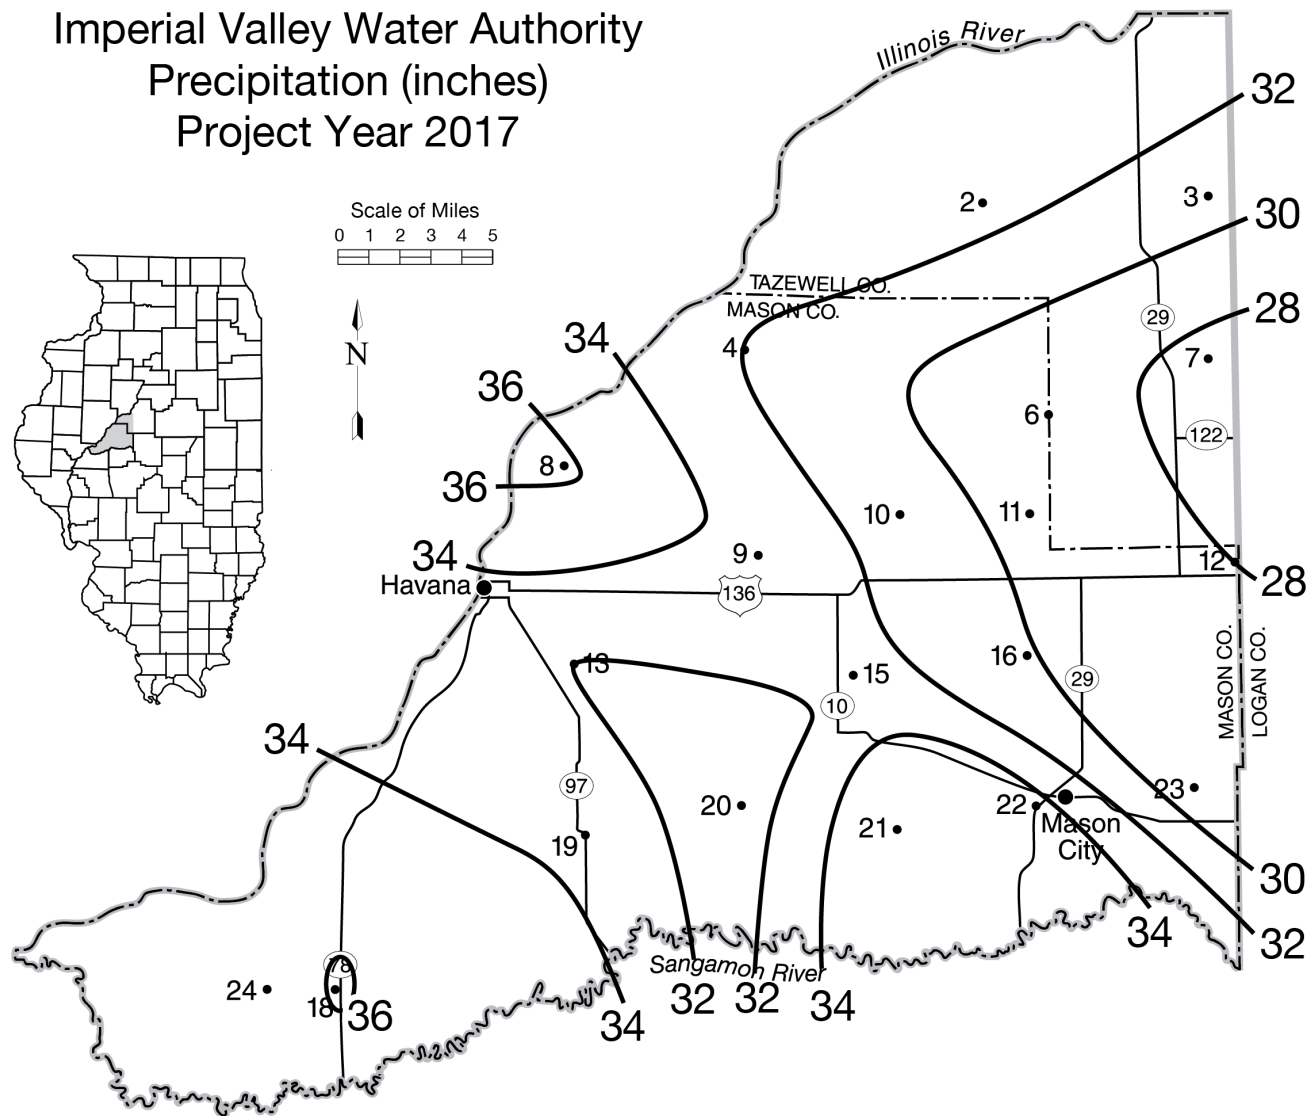 Imperial Valley Water Authority
Precipitation (inches)
Project Year 2017
Illinois River
32
Scale of Miles
0 1 2 3 4 5
2
3
30
TAZEWELL CO.
MASON CO.
28
29
N
34
4
7
36
6
122
8
36
10
11
9
34
12
Havana
136
28
MASON CO.
LOGAN CO.
13
16
15
29
10
34
97
23
20
22
21
Mason
City
19
30
34
32
78
Sangamon River
24
18
36
32
32
34
34